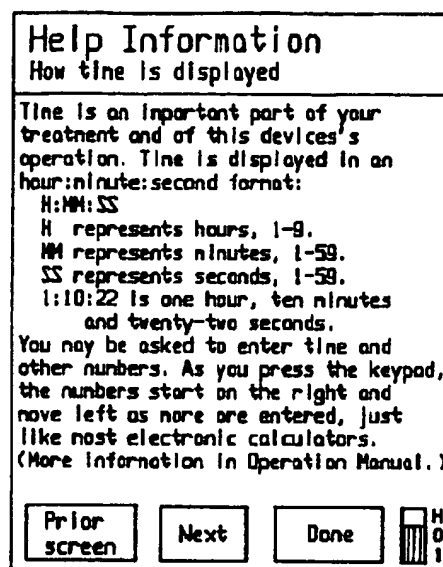 Help Information
How time is displayed
Time is an important part of your
treatment and of this devices's
operation. Time is displayed in an
hour:minute:second format:
H:MM:SS
H represents hours, 1-9.
MM represents minutes, 1-59.
SS represents seconds, 1-59.
1:10:22 is one hour, ten minutes
and twenty-two seconds.
You may be asked to enter time and
other numbers. As you press the keypad,
the numbers start on the right and
move left as more are entered, just
like most electronic calculators.
(More information in Operation Manual.)
Prior screen
Next
Done